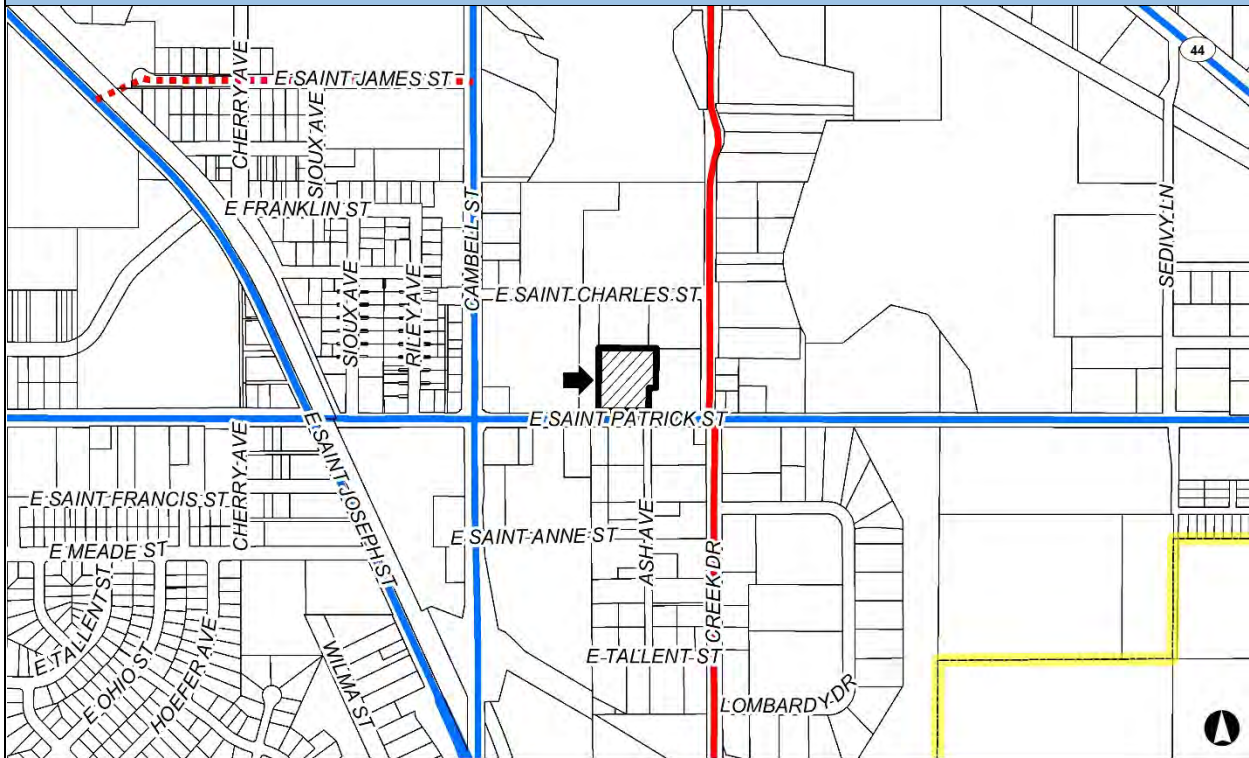 44
E SAINT JAMES ST
CHERRY AVE
SIOUX AVE
E FRANKLIN ST
CAMBELL ST
SEDIVY LN
E SAINT CHARLES ST
SIOUX AVE
RILEY AVE
E SAINT PATRICK ST
CHERRY AVE
E SAINT JOSEPH ST
E SAINT FRANCIS ST
E MEADE ST
E SAINT ANNE ST
ASH AVE
CREEK DR
E TALLENT ST
E OHIO ST
HOEFER AVE
WILMA ST
E TALLENT ST
LOMBARDY DR